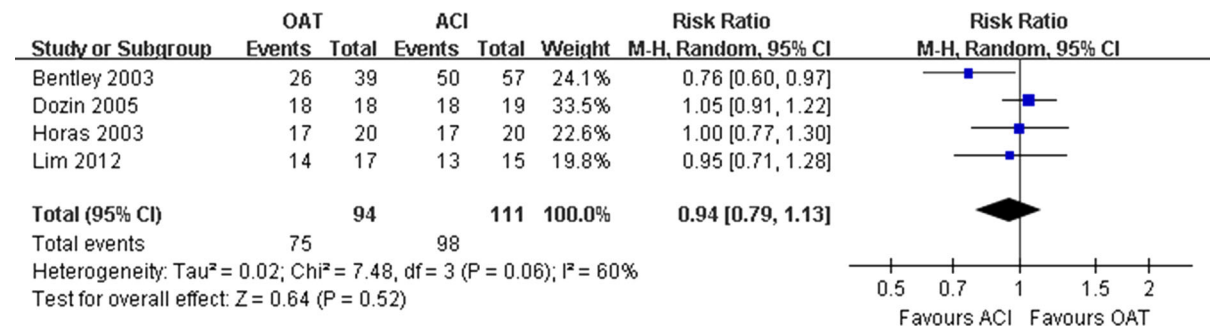 OAT ACI Risk Ratio Risk Ratio
Study or Subgroup Events Total Events Total Weight M-H, Random, 95% CI M-H, Random, 95% CI
Bentley 2003 26 39 50 57 24.1% 0.76 [0.60, 0.97]
Dozin 2005 18 18 18 19 33.5% 1.05 [0.91, 1.22]
Horas 2003 17 20 17 20 22.6% 1.00 [0.77, 1.30]
Lim 2012 14 17 13 15 19.8% 0.95 [0.71, 1.28]
Total (95% CI) 94 111 100.0% 0.94 [0.79, 1.13]
Total events 75 98
Heterogeneity: Tau² = 0.02; Chi² = 7.48, df = 3 (P = 0.06); I² = 60%
Test for overall effect: Z = 0.64 (P = 0.52)
0.5 0.7 1 1.5 2
Favours ACI Favours OAT